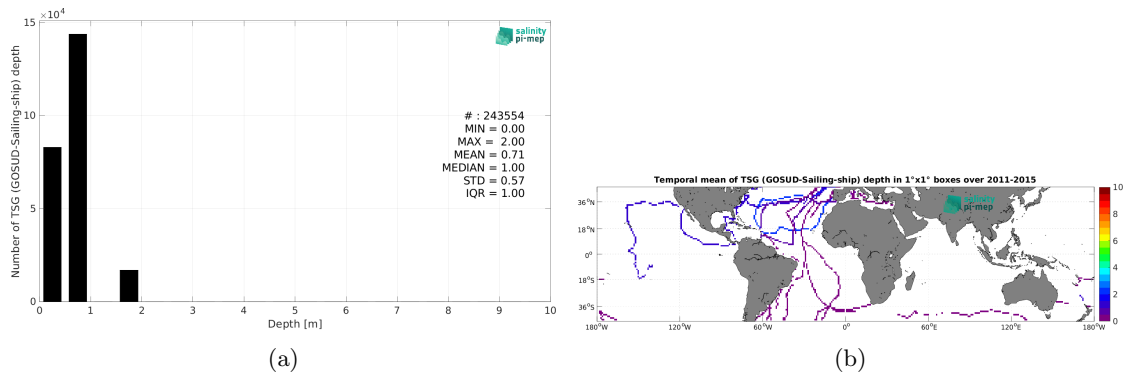 ×10⁴
15
10
5
0
Number of TSG (GOSUD-Sailing-ship) depth
salinity
pi-mep
# : 243554
MIN = 0.00
MAX = 2.00
MEAN = 0.71
MEDIAN = 1.00
STD = 0.57
IQR = 1.00
0 1 2 3 4 5 6 7 8 9 10
Depth [m]
(a)
Temporal mean of TSG (GOSUD-Sailing-ship) depth in 1°x1° boxes over 2011-2015
salinity
pi-mep
36°N
18°N
0°
18°S
36°S
180°W 120°W 60°W 0° 60°E 120°E 180°W
10
8
6
4
2
0
(b)